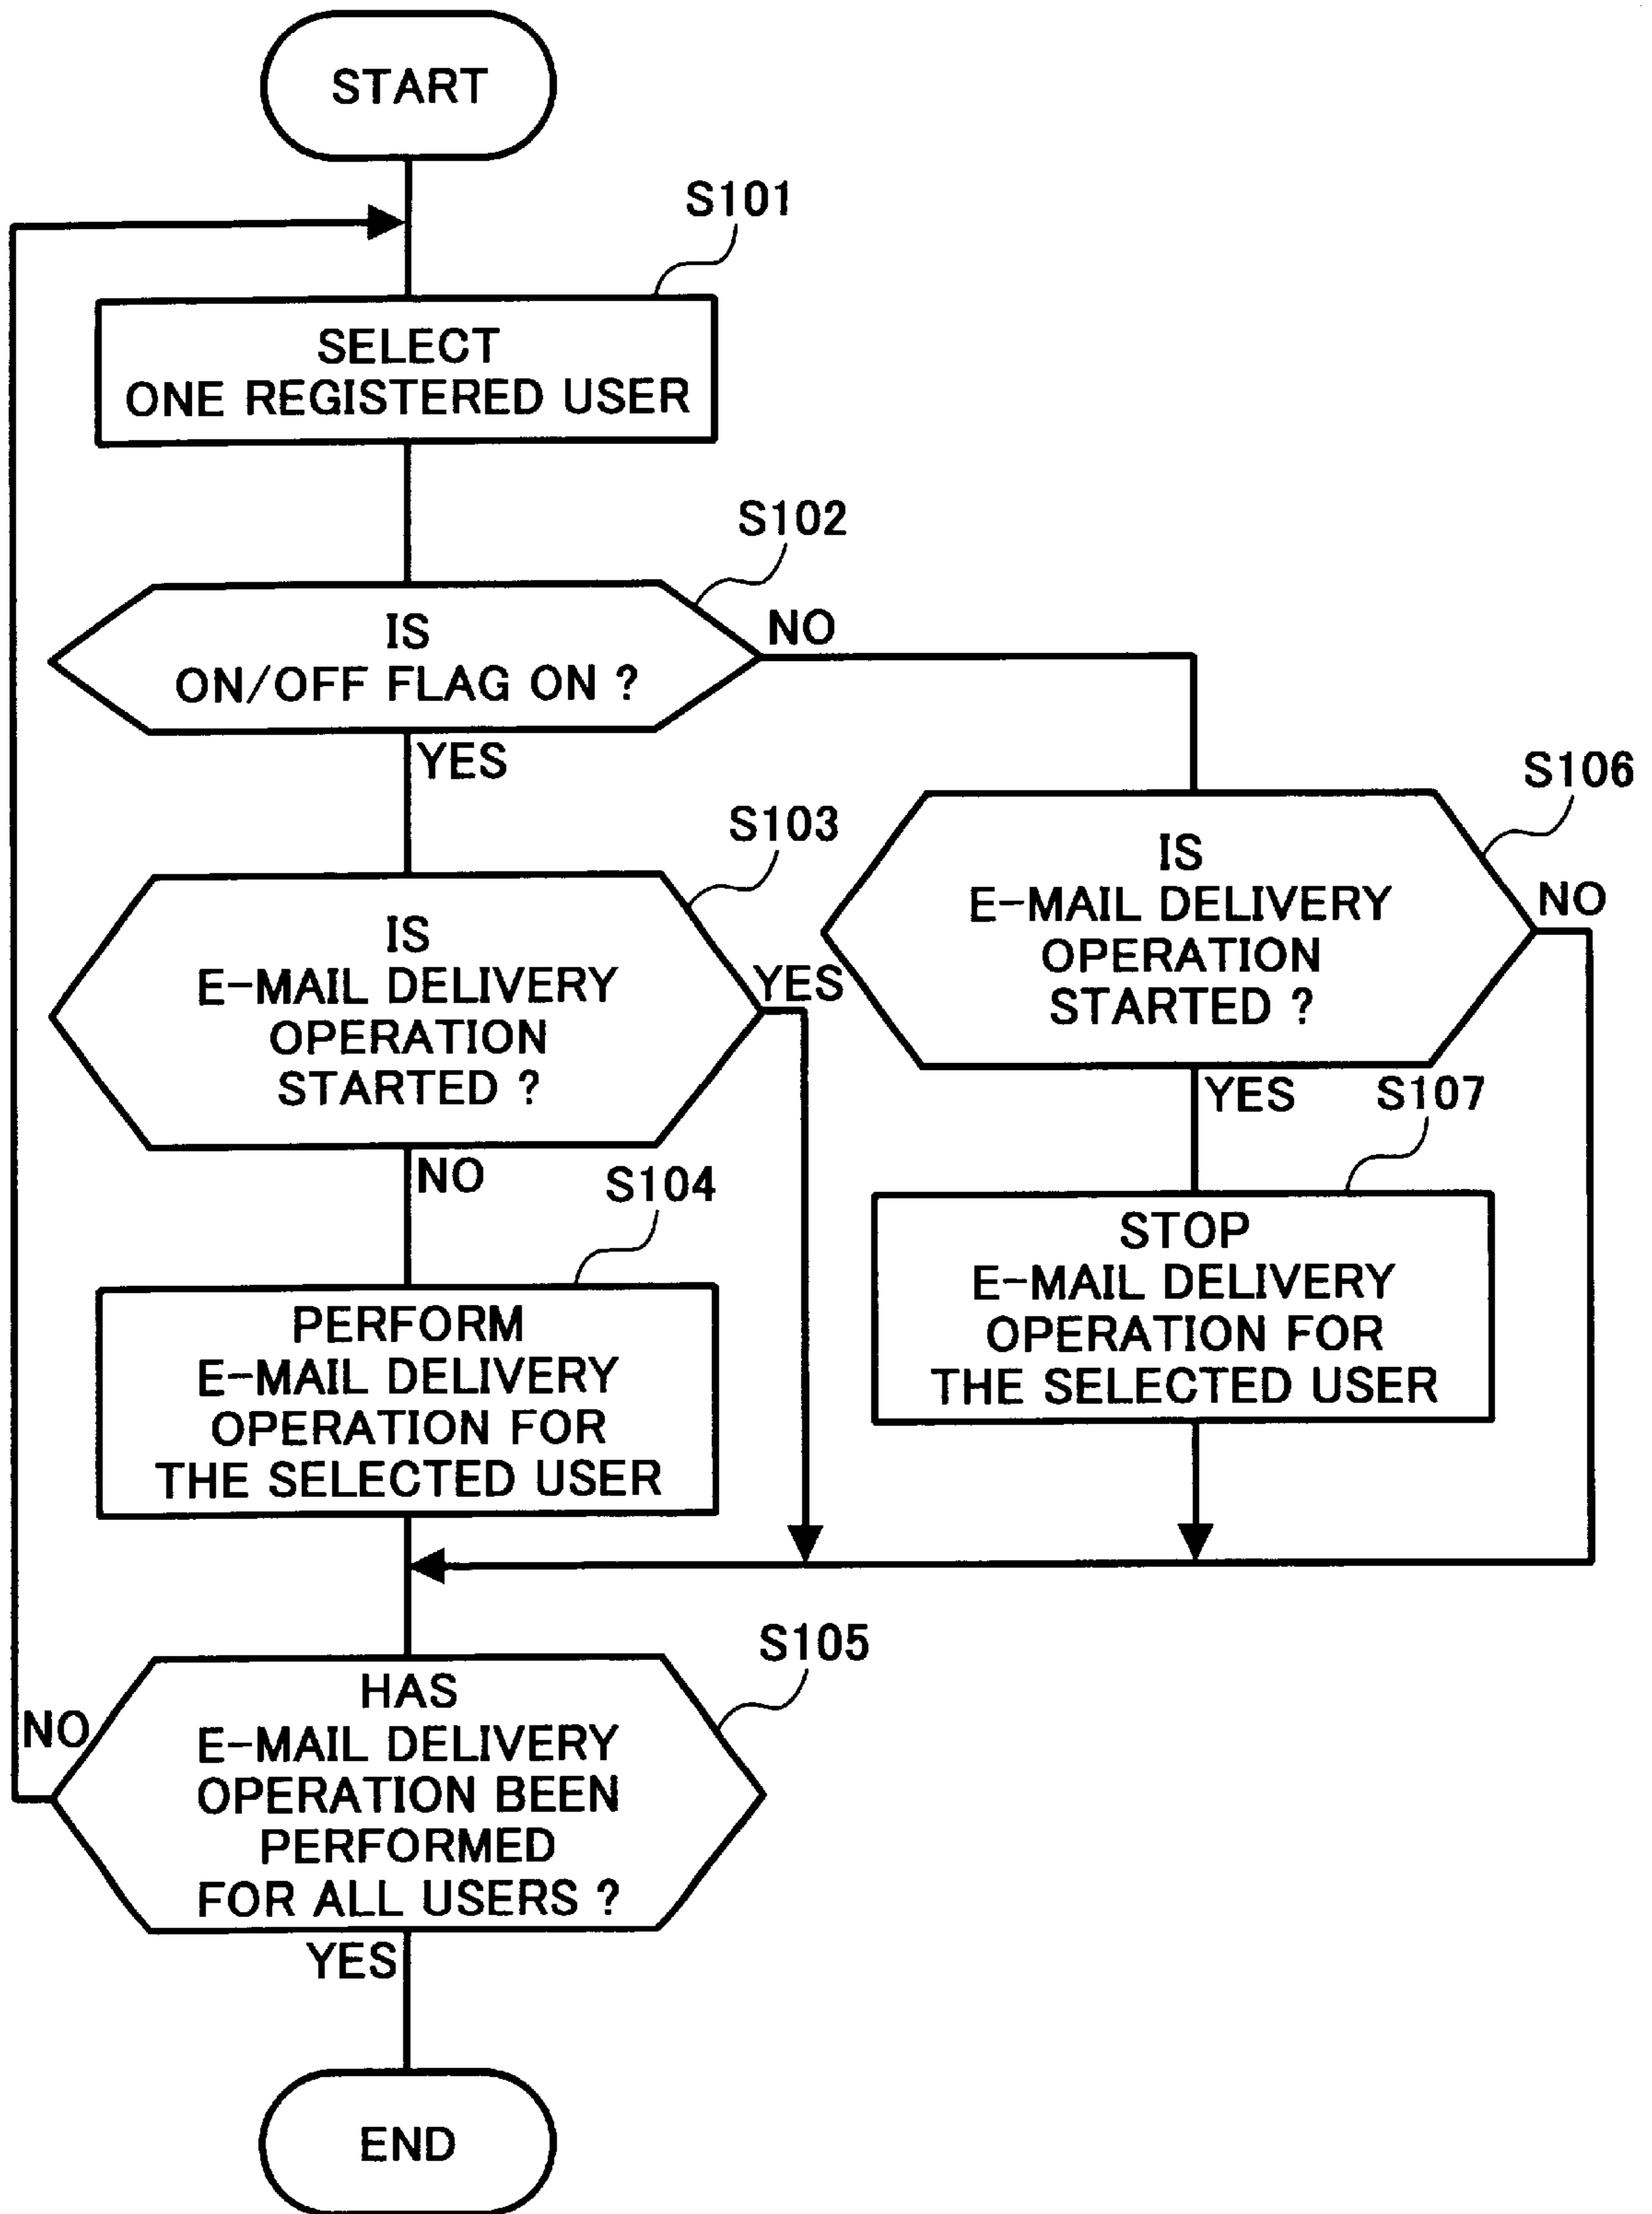 START
S101
SELECT
ONE REGISTERED USER
S102
IS
ON/OFF FLAG ON ?
NO
YES
S103
IS
E-MAIL DELIVERY
OPERATION
STARTED ?
YES
NO
S104
PERFORM
E-MAIL DELIVERY
OPERATION FOR
THE SELECTED USER
S106
IS
E-MAIL DELIVERY
OPERATION
STARTED ?
NO
YES
S107
STOP
E-MAIL DELIVERY
OPERATION FOR
THE SELECTED USER
S105
HAS
E-MAIL DELIVERY
OPERATION BEEN
PERFORMED
FOR ALL USERS ?
NO
YES
END